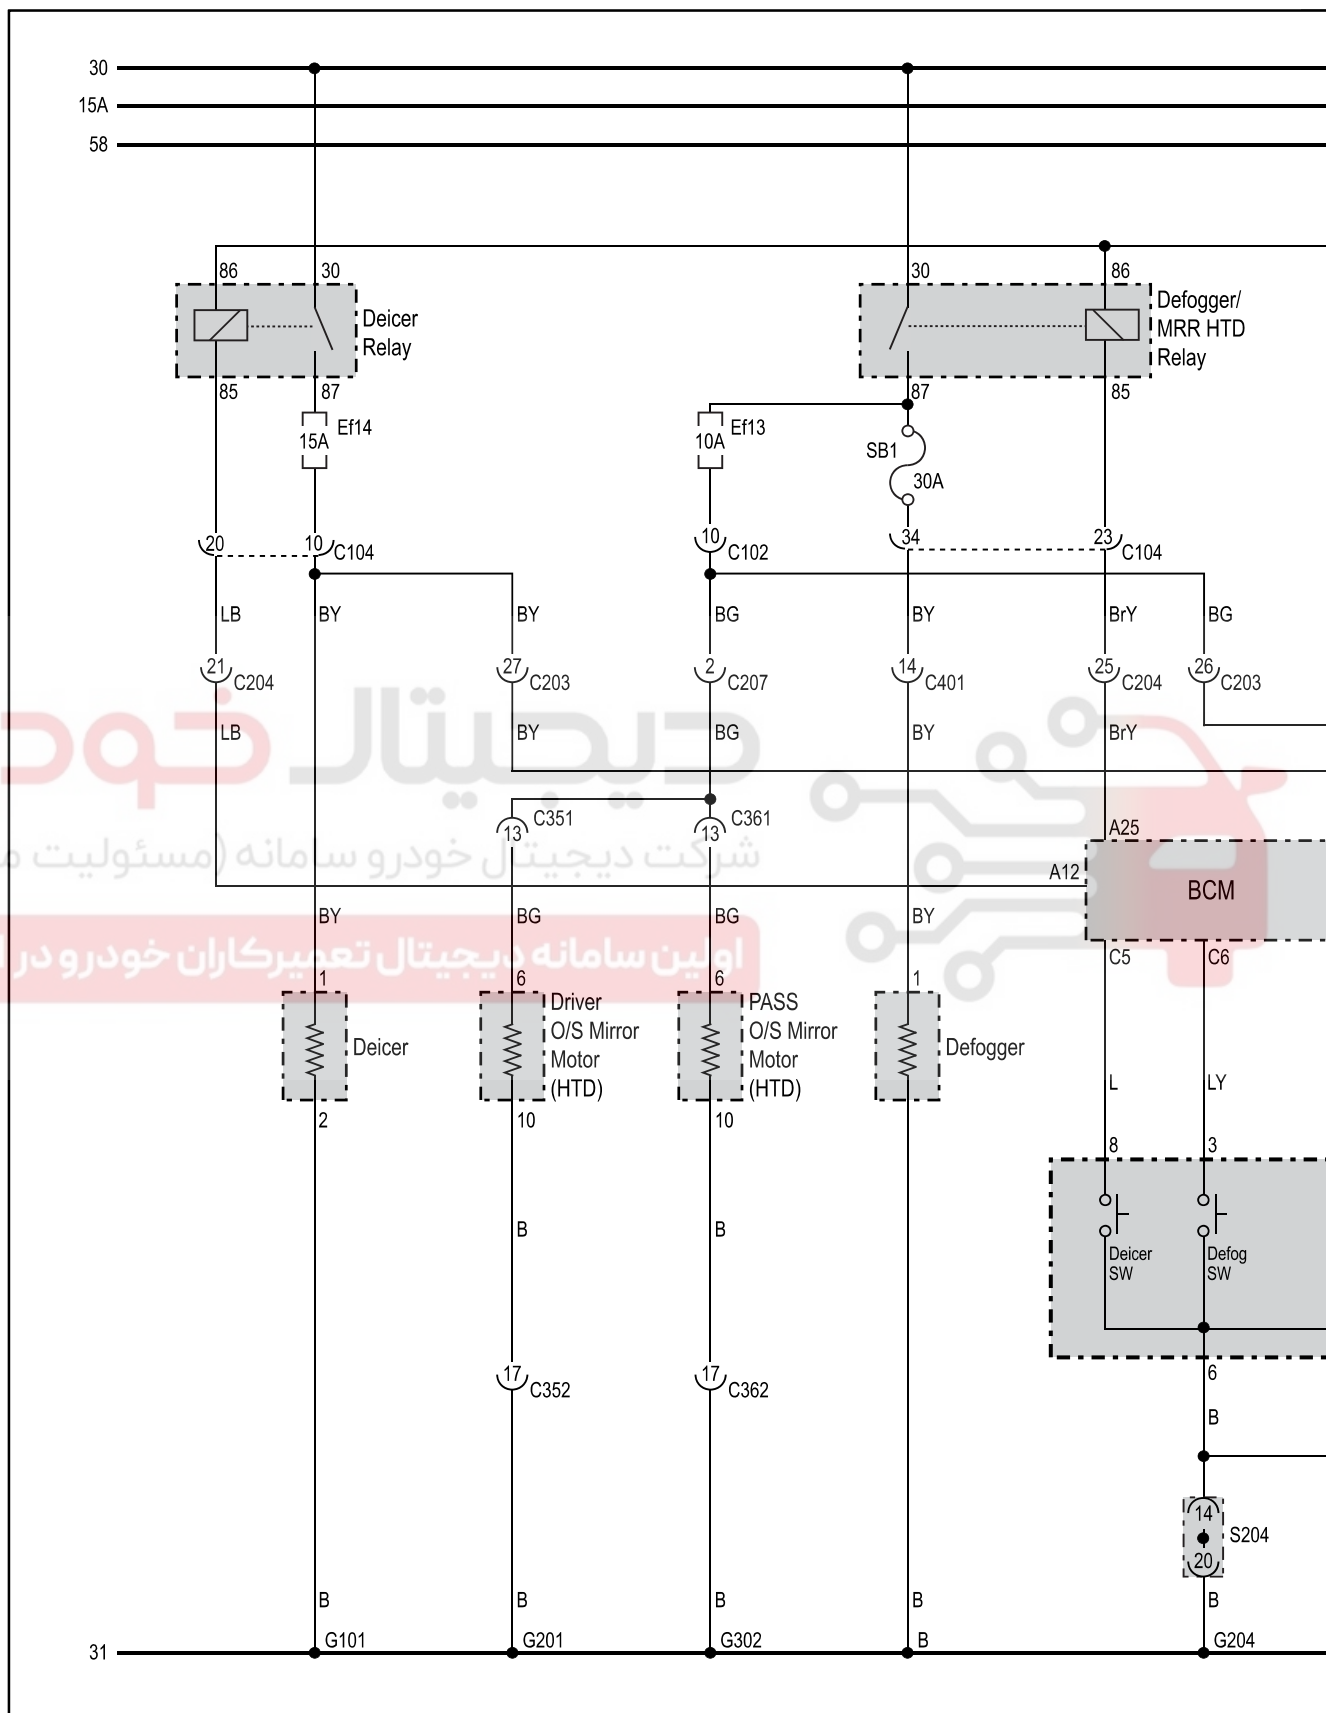 30
15A
58
86
30
30
86
Deicer
Relay
Defogger/
MRR HTD
Relay
85
87
87
85
15A
Ef14
10A
Ef13
SB1
30A
20
10
C104
10
C102
34
23
C104
LB
BY
BY
BG
BY
BrY
BG
21
C204
27
C203
2
C207
14
C401
25
C204
26
C203
LB
BY
BG
BY
BrY
دیجیتال خودرو
13
C351
13
C361
A25
شرکت دیجیتال خودرو سامانه (مسئولیت
A12
BCM
BY
BG
BG
BY
اولین سامانه دیجیتال تعمیرکاران خودرو در
C5
C6
1
6
6
1
Deicer
Driver
O/S Mirror
Motor
(HTD)
PASS
O/S Mirror
Motor
(HTD)
Defogger
2
10
10
L
LY
8
3
B
B
Deicer
SW
Defog
SW
17
C352
17
C362
6
B
14
20
S204
B
B
B
B
B
31
G101
G201
G302
B
G204